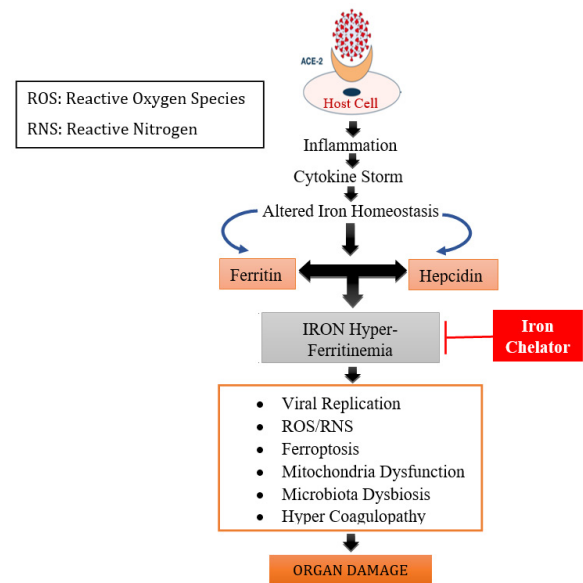 ACE-2
Host Cell
ROS: Reactive Oxygen Species
RNS: Reactive Nitrogen
Inflammation
Cytokine Storm
Altered Iron Homeostasis
Ferritin
Hepcidin
IRON Hyper-
Ferritinemia
Iron
Chelator
• Viral Replication
• ROS/RNS
• Ferroptosis
• Mitochondria Dysfunction
• Microbiota Dysbiosis
• Hyper Coagulopathy
ORGAN DAMAGE